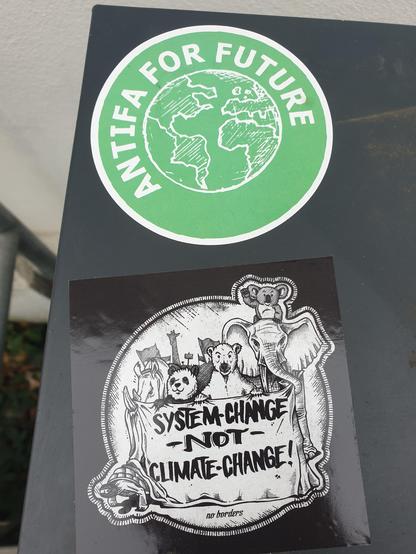 ANTIFA FOR FUTURE
SYSTEM-CHANGE
-NOT-
CLIMATE-CHANGE!
no borders